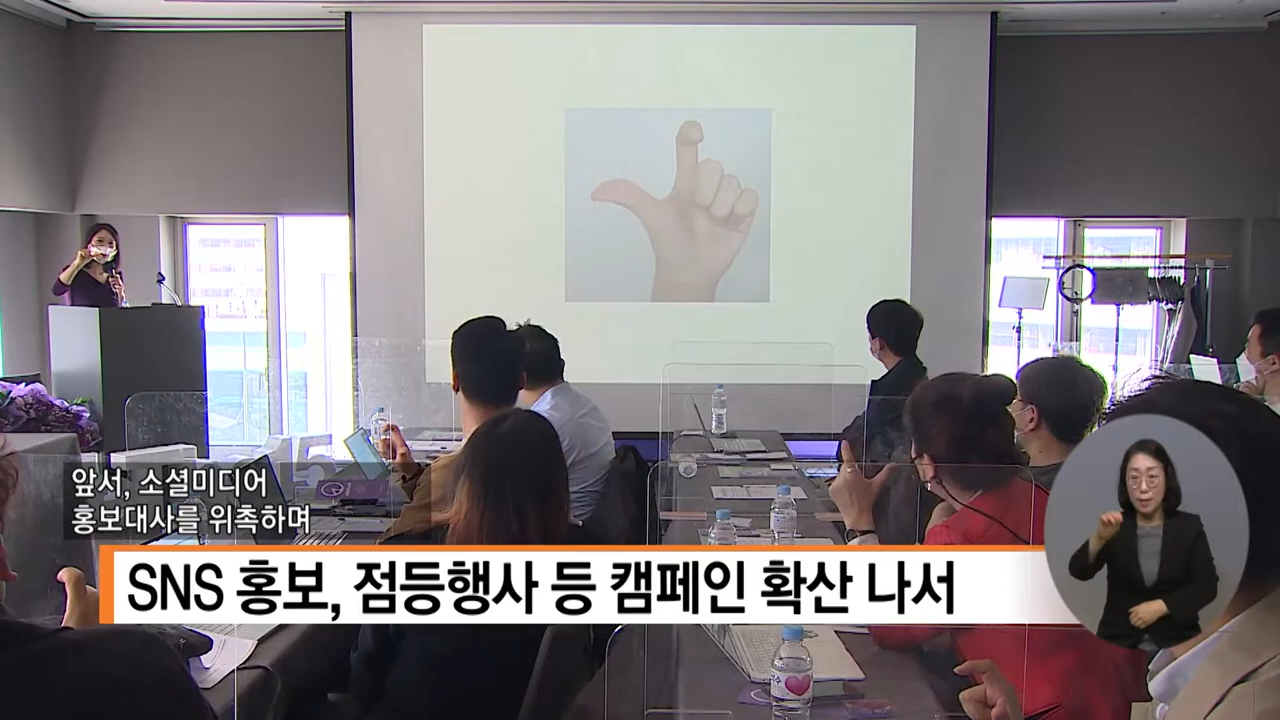 앞서, 소셜미디어
홍보대사를 위촉하며
SNS 홍보, 점등행사 등 캠페인 확산 나서